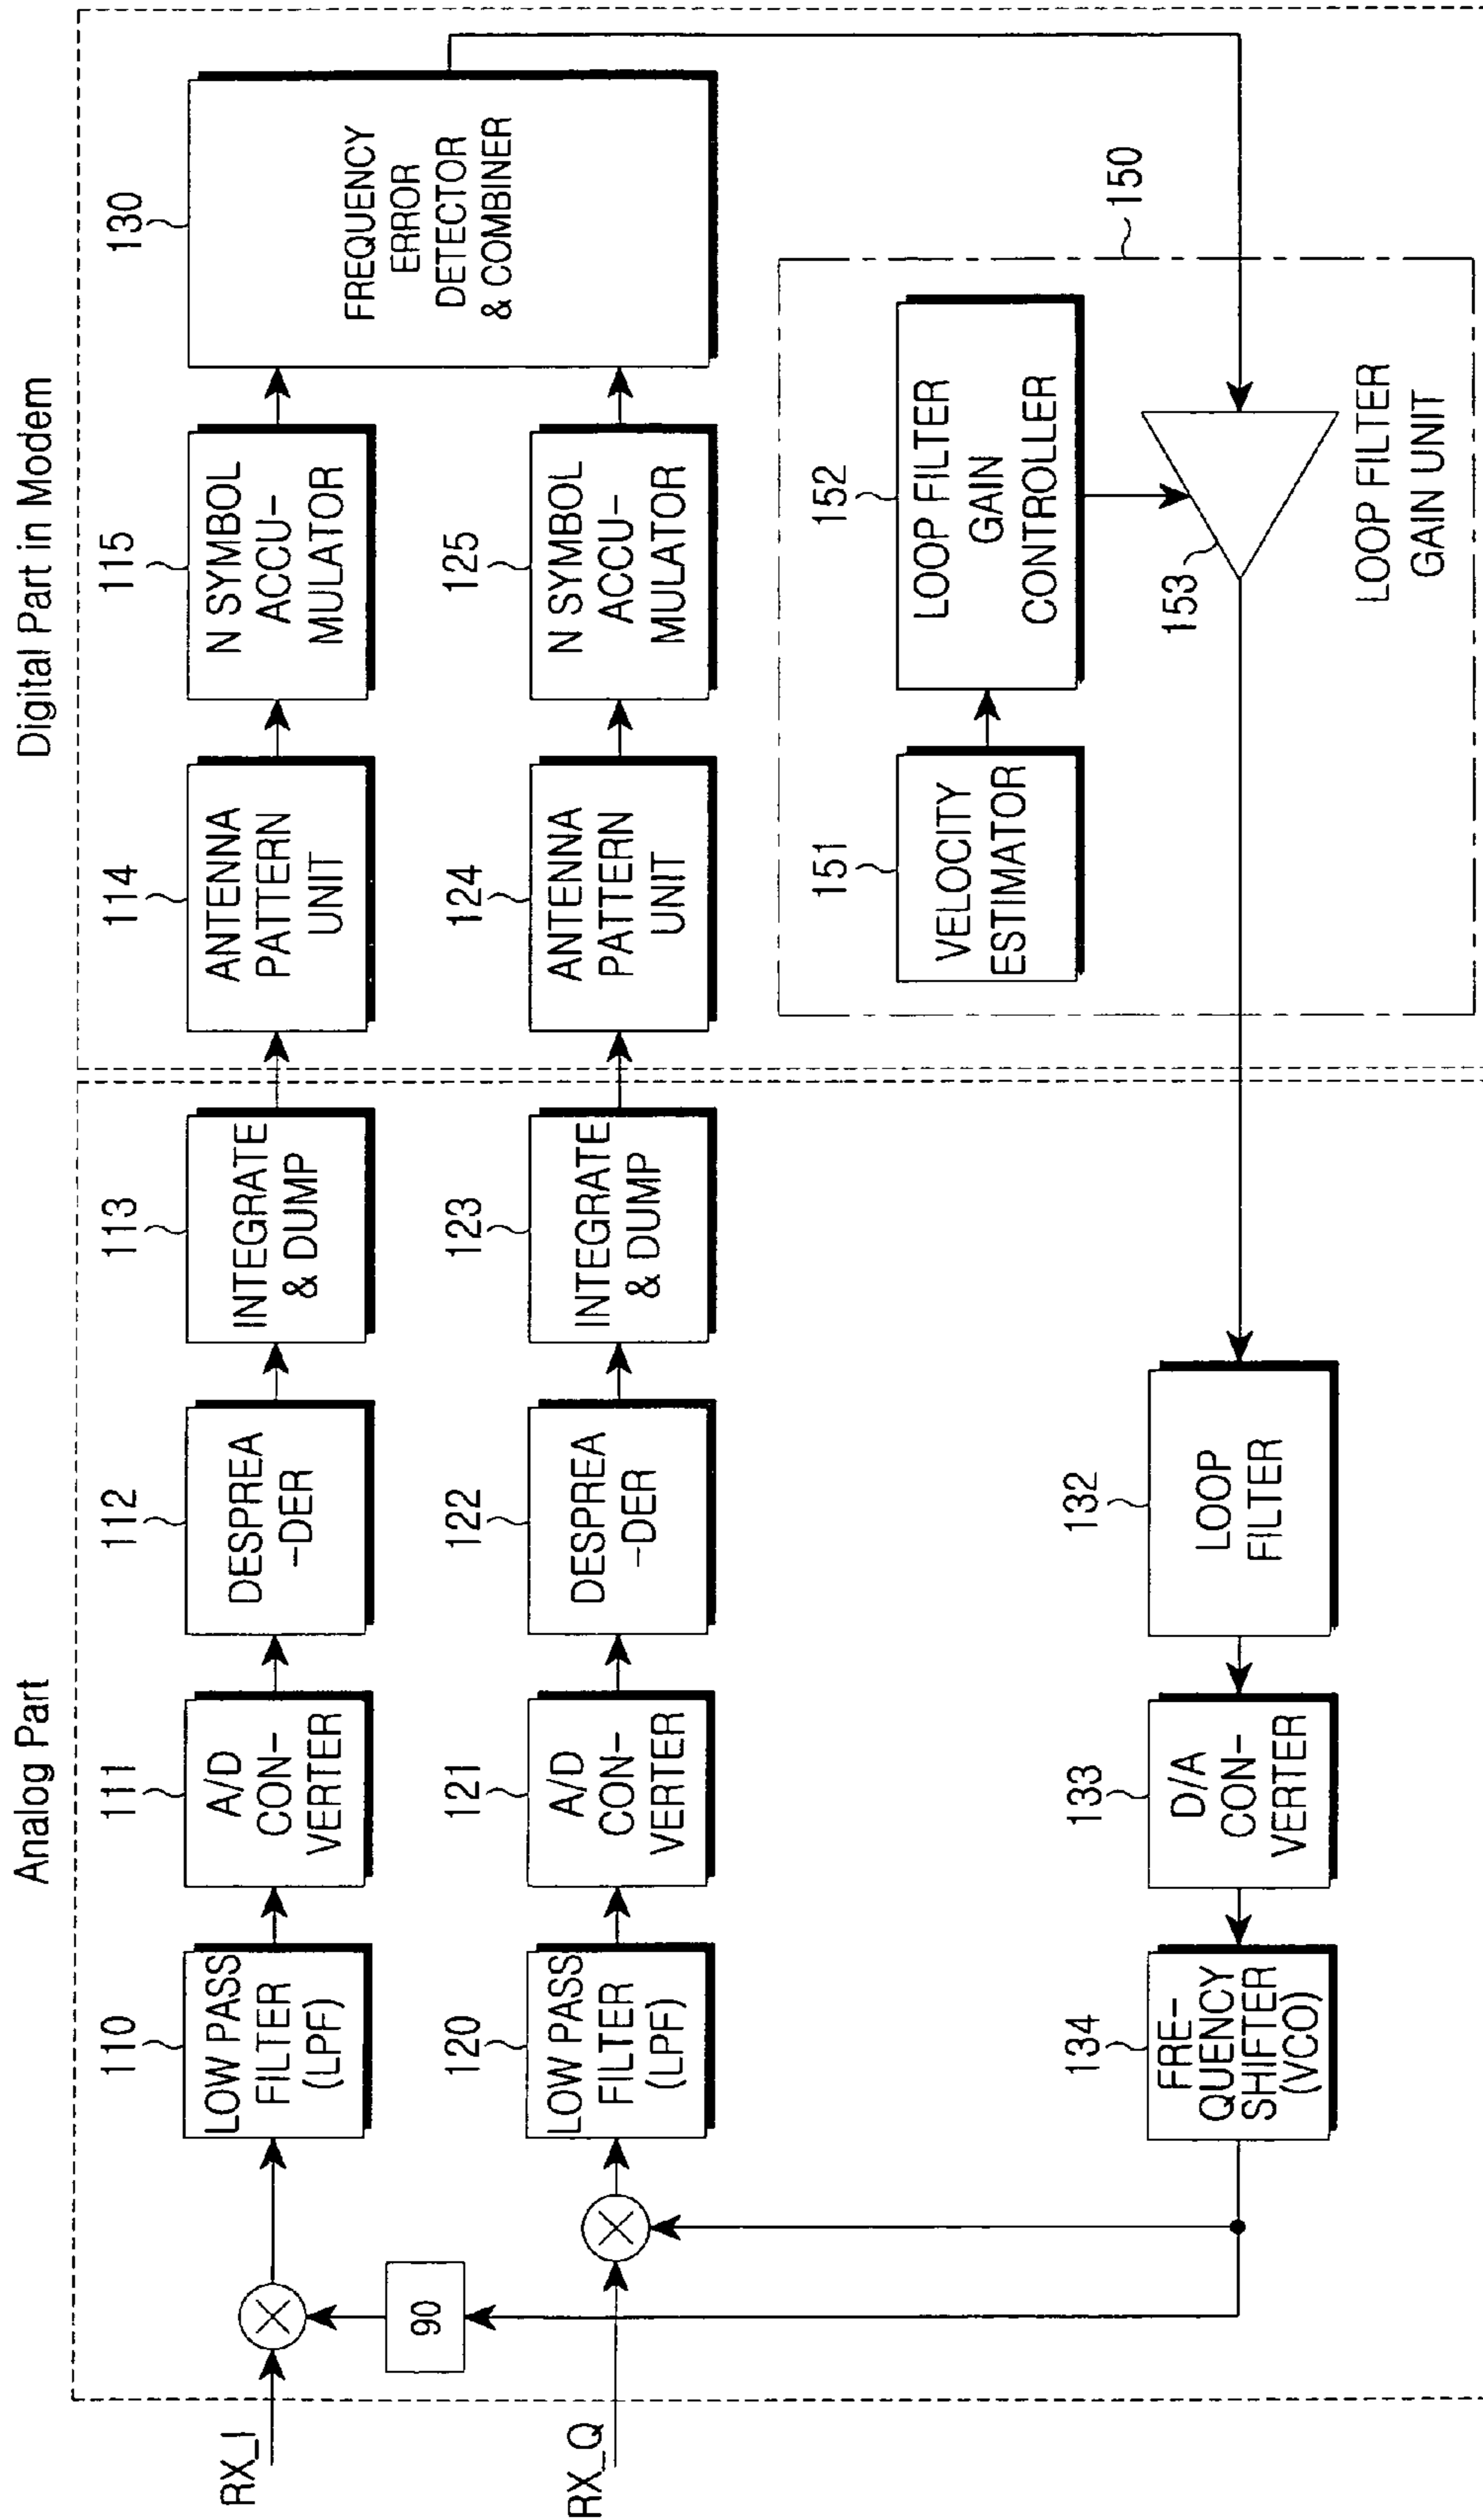 Analog Part
Digital Part in Modem
RX_I
110
LOW PASS
FILTER
(LPF)
111
A/D
CON-
VERTER
112
DESPREA
-DER
113
INTEGRATE
& DUMP
114
ANTENNA
PATTERN
UNIT
115
N SYMBOL
ACCU-
MULATOR
130
FREQUENCY
ERROR
DETECTOR
& COMBINER
90
RX_Q
120
LOW PASS
FILTER
(LPF)
121
A/D
CON-
VERTER
122
DESPREA
-DER
123
INTEGRATE
& DUMP
124
ANTENNA
PATTERN
UNIT
125
N SYMBOL
ACCU-
MULATOR
151
VELOCITY
ESTIMATOR
152
LOOP FILTER
GAIN
CONTROLLER
150
134
FRE-
QUENCY
SHIFTER
(VCO)
133
D/A
CON-
VERTER
132
LOOP
FILTER
153
LOOP FILTER
GAIN UNIT